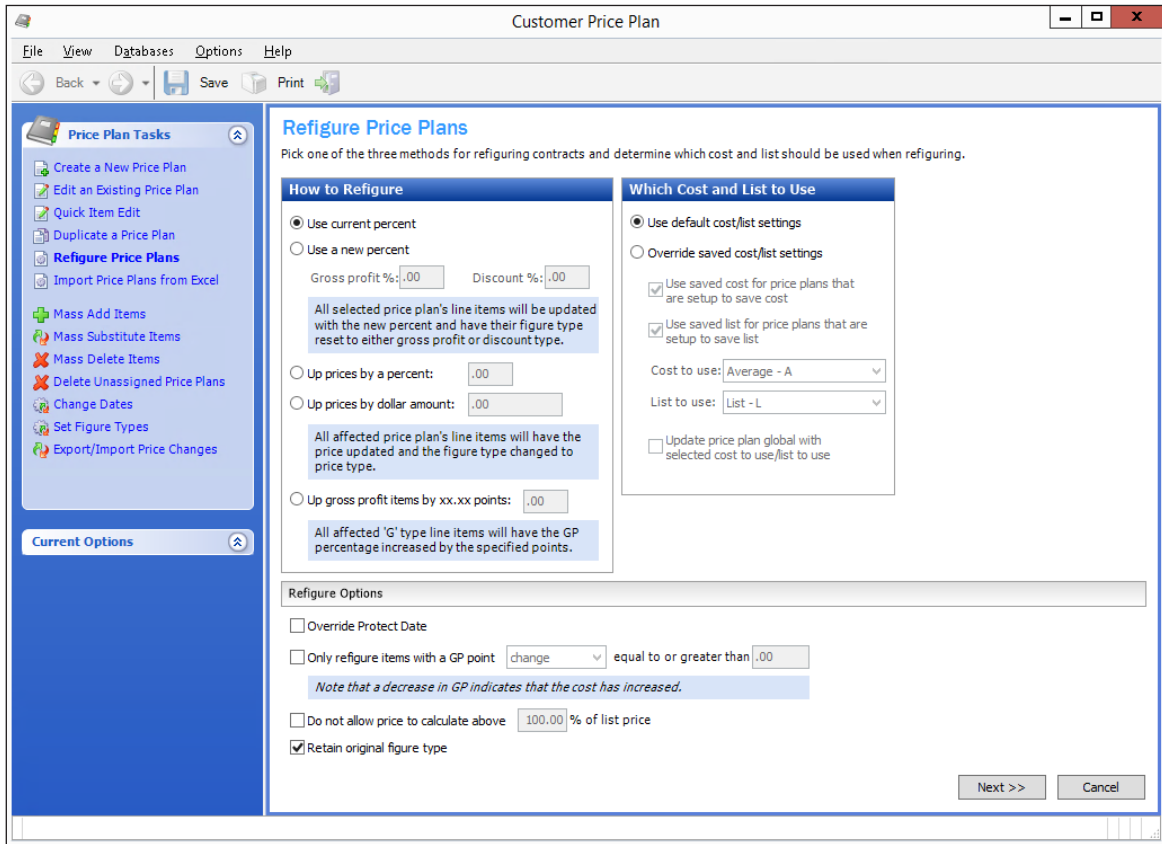 Customer Price Plan
File View Databases Options Help
Back Save Print
Price Plan Tasks
Create a New Price Plan
Edit an Existing Price Plan
Quick Item Edit
Duplicate a Price Plan
Refigure Price Plans
Import Price Plans from Excel
Mass Add Items
Mass Substitute Items
Mass Delete Items
Delete Unassigned Price Plans
Change Dates
Set Figure Types
Export/Import Price Changes
Current Options
Refigure Price Plans
Pick one of the three methods for refiguring contracts and determine which cost and list should be used when refiguring.
How to Refigure
Use current percent
Use a new percent
Gross profit %: .00 Discount %: .00
All selected price plan's line items will be updated
with the new percent and have their figure type
reset to either gross profit or discount type.
Up prices by a percent: .00
Up prices by dollar amount: .00
All affected price plan's line items will have the
price updated and the figure type changed to
price type.
Up gross profit items by xx.xx points: .00
All affected 'G' type line items will have the GP
percentage increased by the specified points.
Which Cost and List to Use
Use default cost/list settings
Override saved cost/list settings
Use saved cost for price plans that
are setup to save cost
Use saved list for price plans that are
setup to save list
Cost to use: Average - A
List to use: List - L
Update price plan global with
selected cost to use/list to use
Refigure Options
Override Protect Date
Only refigure items with a GP point change equal to or greater than .00
Note that a decrease in GP indicates that the cost has increased.
Do not allow price to calculate above 100.00 % of list price
Retain original figure type
Next >> Cancel